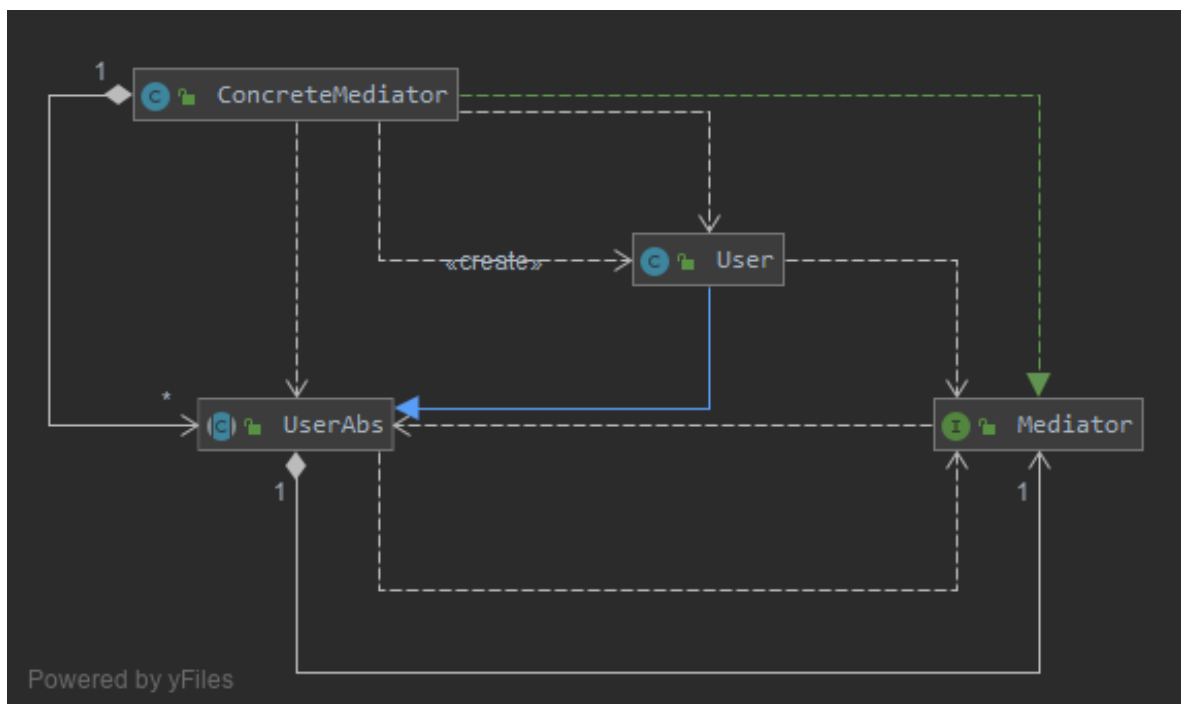 1
C ConcreteMediator
«create»
C User
*
C UserAbs
I Mediator
1
1
Powered by yFiles